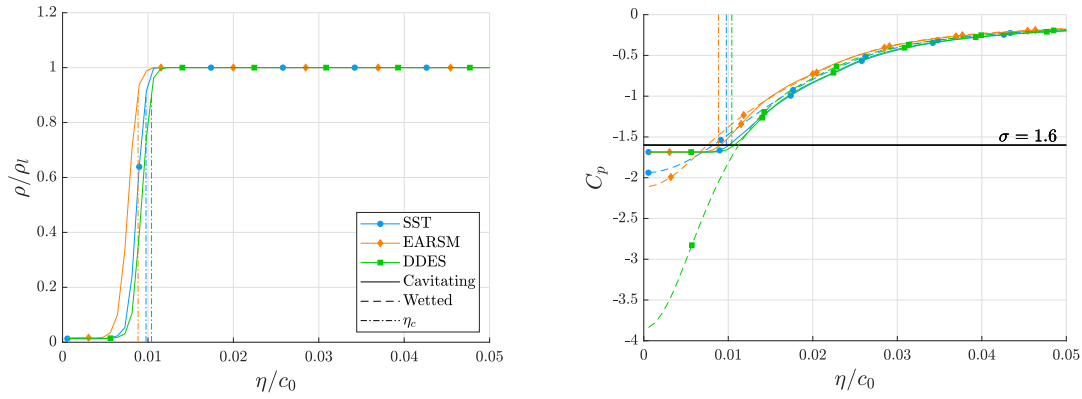 1.2
1
0.8
0.6
0.4
0.2
0
0 0.01 0.02 0.03 0.04 0.05
ρ/ρ_l
η/c_0
SST
EARSM
DDES
Cavitating
Wetted
η_c
0
-0.5
-1
-1.5
-2
-2.5
-3
-3.5
-4
0 0.01 0.02 0.03 0.04 0.05
C_p
η/c_0
σ = 1.6